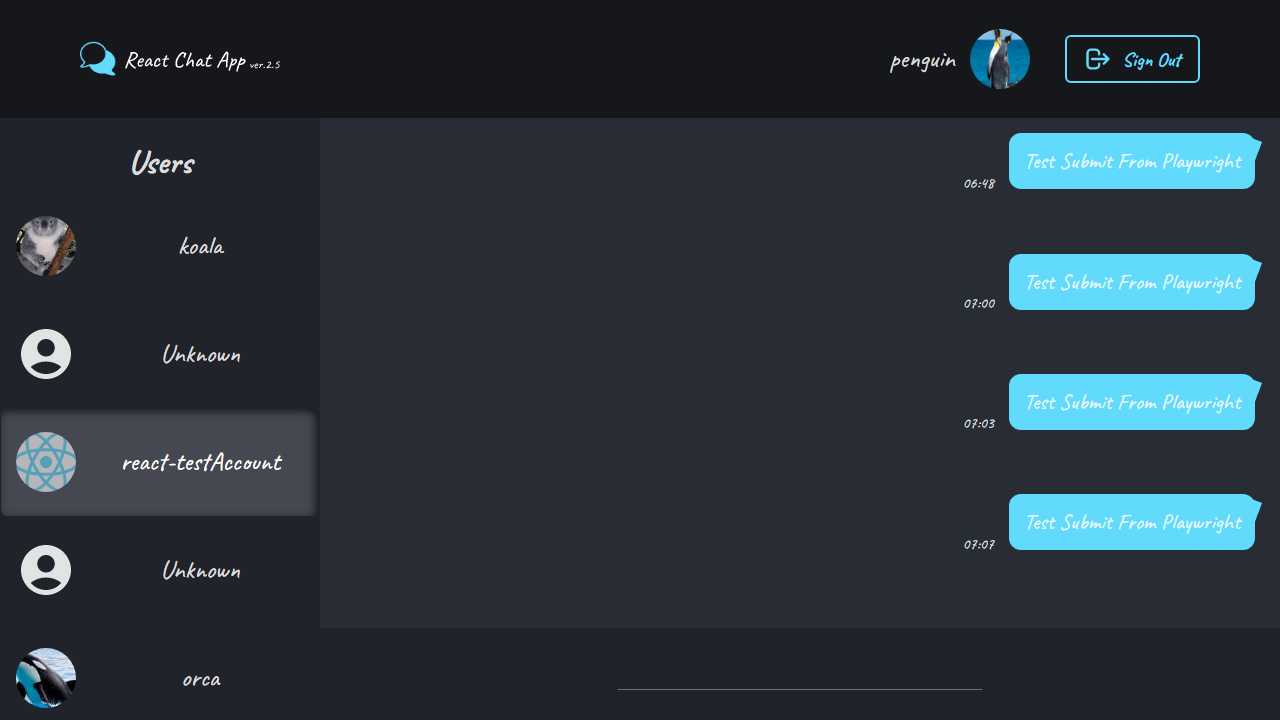 React Chat App ver.2.5
penguin
Sign Out
Users
koala
Unknown
react-testAccount
Unknown
orca
Test Submit From Playwright
06:48
Test Submit From Playwright
07:00
Test Submit From Playwright
07:03
Test Submit From Playwright
07:07